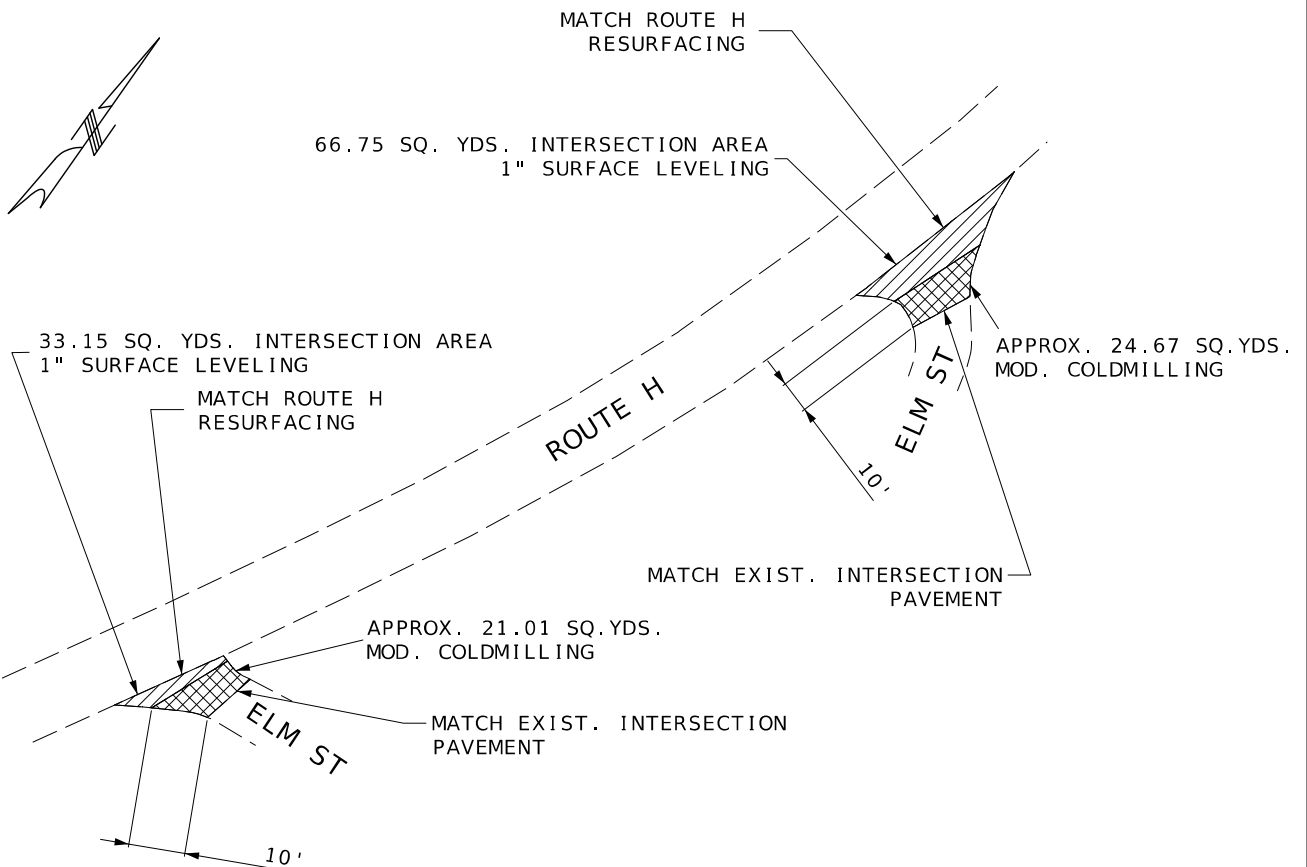 MATCH ROUTE H
RESURFACING
66.75 SQ. YDS. INTERSECTION AREA
1" SURFACE LEVELING
33.15 SQ. YDS. INTERSECTION AREA
1" SURFACE LEVELING
MATCH ROUTE H
RESURFACING
APPROX. 24.67 SQ.YDS.
MOD. COLDMILLING
ROUTE H
ELM ST
10'
MATCH EXIST. INTERSECTION
PAVEMENT
APPROX. 21.01 SQ.YDS.
MOD. COLDMILLING
MATCH EXIST. INTERSECTION
PAVEMENT
ELM ST
10'